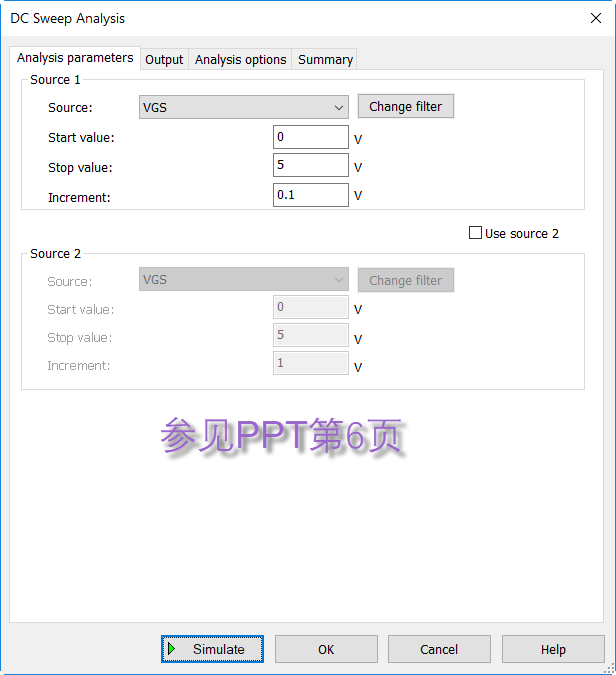 DC Sweep Analysis
Analysis parameters Output Analysis options Summary
Source 1
Source: VGS Change filter
Start value: 0 V
Stop value: 5 V
Increment: 0.1 V
Use source 2
Source 2
Source: VGS Change filter
Start value: 0 V
Stop value: 5 V
Increment: 1 V
参见PPT第6页
Simulate OK Cancel Help